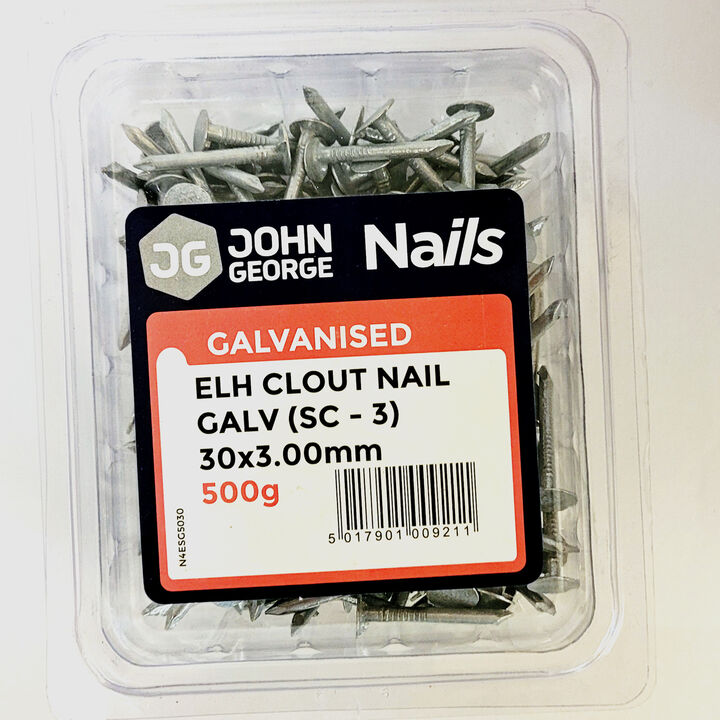 JG JOHN GEORGE Nails
GALVANISED
ELH CLOUT NAIL
GALV (SC - 3)
30x3.00mm
500g
N4ESG5030
5 017901 009211